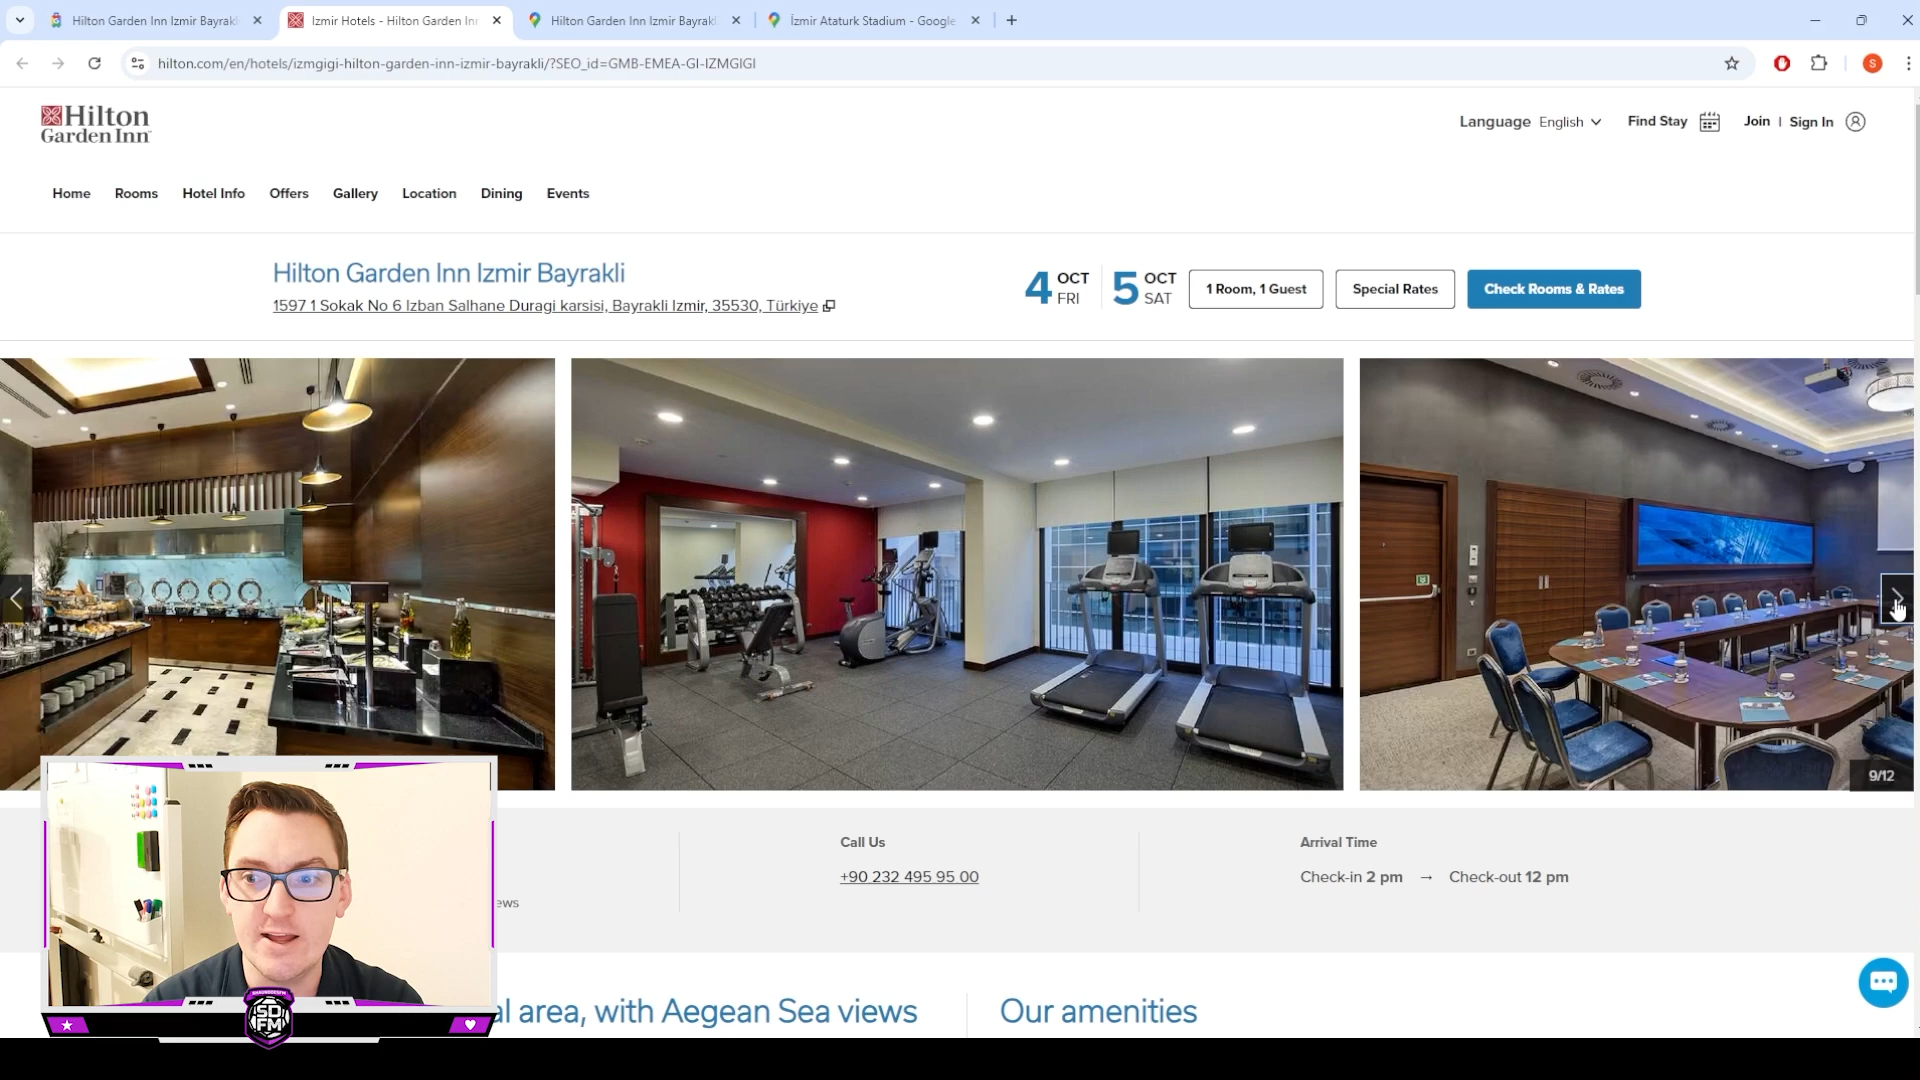 Hilton Garden Inn Izmir Bayrakl
Izmir Hotels - Hilton Garden Inn
Hilton Garden Inn Izmir Bayrakl
İzmir Ataturk Stadium - Google
hilton.com/en/hotels/izmgigi-hilton-garden-inn-izmir-bayrakli/?SEO_id=GMB-EMEA-GI-IZMGIGI
S
Hilton
Garden Inn
Language English
Find Stay
Join | Sign In
Home Rooms Hotel Info Offers Gallery Location Dining Events
Hilton Garden Inn Izmir Bayrakli
1597 1 Sokak No 6 Izban Salhane Duragi karsisi, Bayrakli Izmir, 35530, Türkiye
4 OCT FRI
5 OCT SAT
1 Room, 1 Guest
Special Rates
Check Rooms & Rates
9/12
Call Us
+90 232 495 95 00
Arrival Time
Check-in 2 pm → Check-out 12 pm
ews
al area, with Aegean Sea views
Our amenities
SD
FM